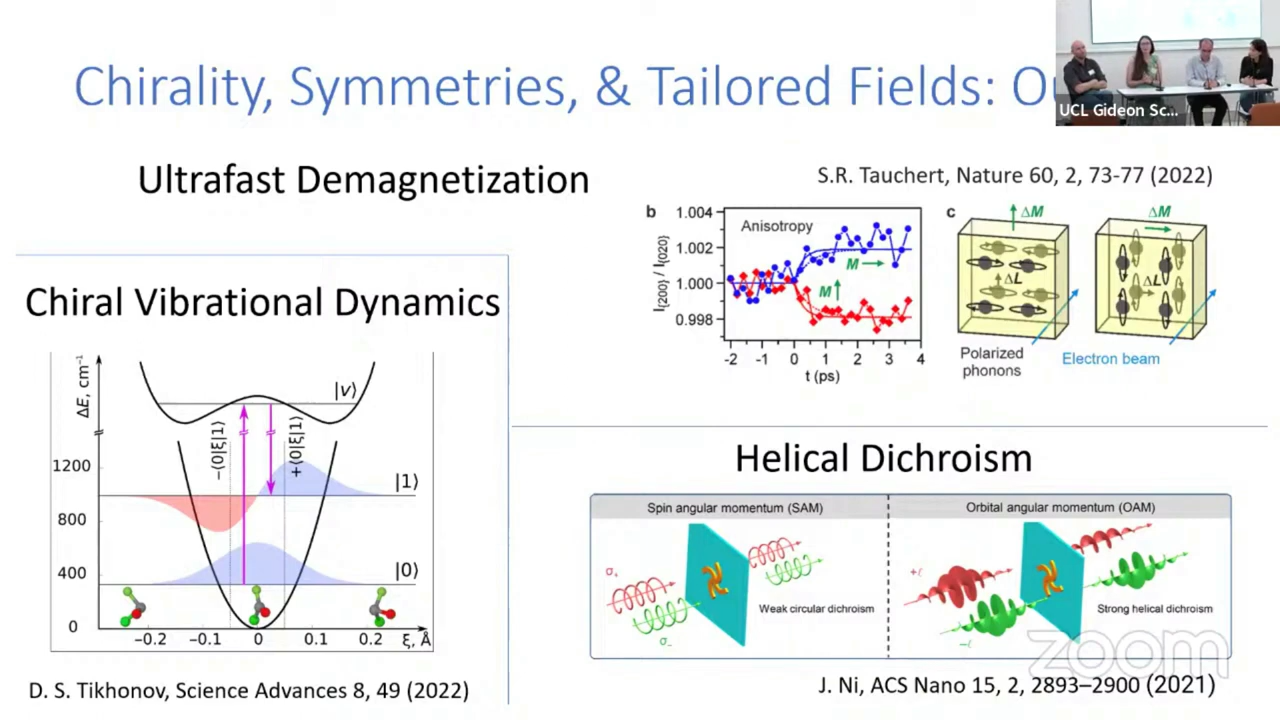 Chirality, Symmetries, & Tailored Fields:
UCL Gideon Sc...
Ultrafast Demagnetization
S.R. Tauchert, Nature 60, 2, 73-77 (2022)
b
Anisotropy
I{200} / I{020}
1.004
1.002
1.000
0.998
M
M
-2 -1 0 1 2 3 4
t (ps)
c
ΔM
ΔM
ΔL
ΔL
Polarized
phonons
Electron beam
Chiral Vibrational Dynamics
ΔE, cm⁻¹
1200
800
400
0
|v⟩
|1⟩
|0⟩
−⟨0|ξ|1⟩
+⟨0|ξ|1⟩
−0.2 −0.1 0 0.1 0.2 ξ, Å
D. S. Tikhonov, Science Advances 8, 49 (2022)
Helical Dichroism
Spin angular momentum (SAM)
σ₊
σ₋
Weak circular dichroism
Orbital angular momentum (OAM)
+ℓ
−ℓ
Strong helical dichroism
zoom
J. Ni, ACS Nano 15, 2, 2893–2900 (2021)